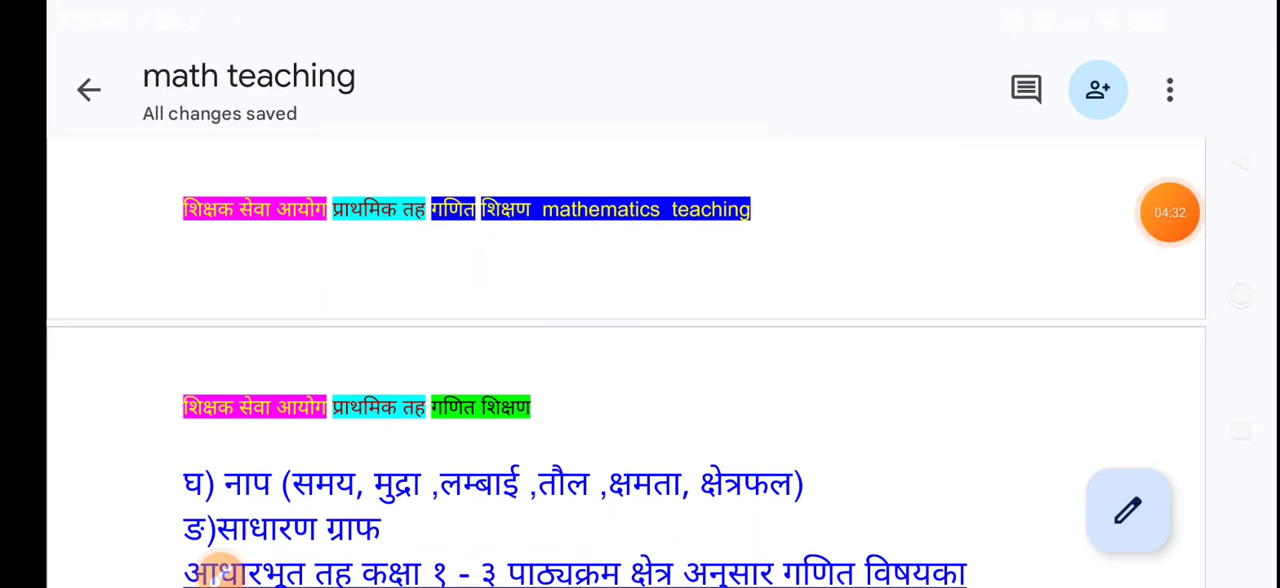 math teaching
All changes saved
शिक्षक सेवा आयोग प्राथमिक तह गणित शिक्षण mathematics teaching
04:32
शिक्षक सेवा आयोग प्राथमिक तह गणित शिक्षण
घ) नाप (समय, मुद्रा ,लम्बाई ,तौल ,क्षमता, क्षेत्रफल)
ङ)साधारण ग्राफ
आधारभूत तह कक्षा १ - ३ पाठ्यक्रम क्षेत्र अनुसार गणित विषयका